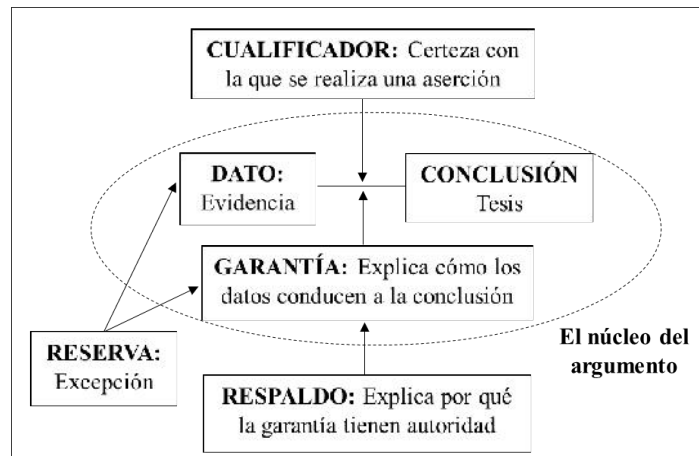 CUALIFICADOR: Certeza con
la que se realiza una aserción
DATO:
Evidencia
CONCLUSIÓN
Tesis
GARANTÍA: Explica cómo los
datos conducen a la conclusión
RESERVA:
Excepción
El núcleo del
argumento
RESPALDO: Explica por qué
la garantía tienen autoridad